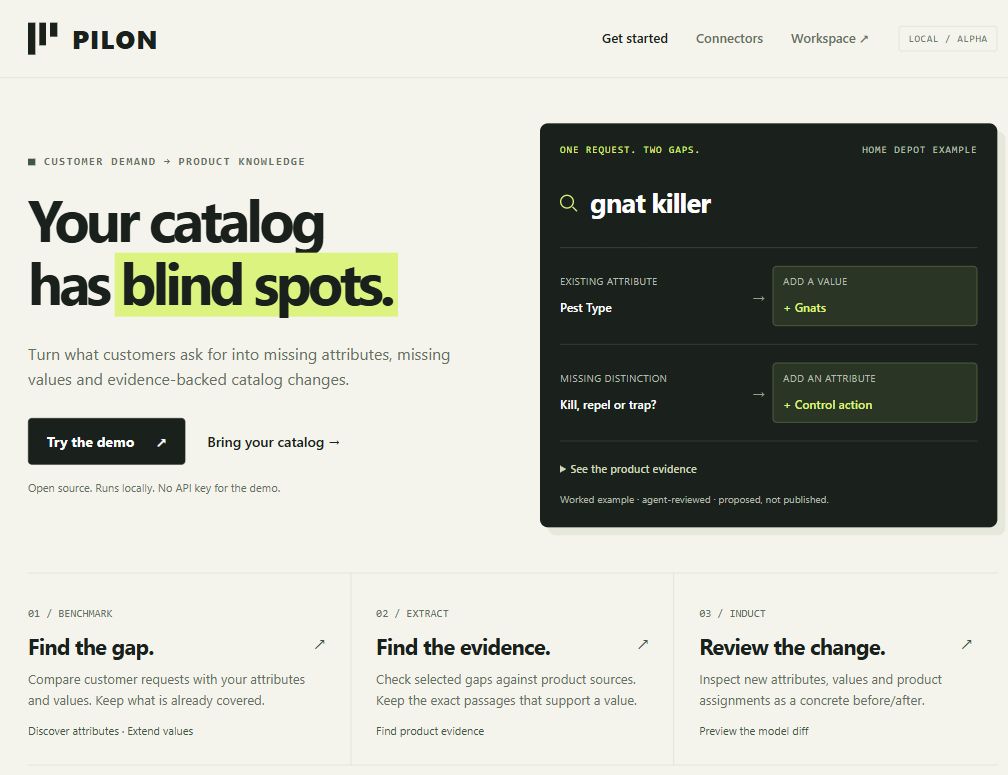 PILON
Get started
Connectors
Workspace ↗
LOCAL / ALPHA
CUSTOMER DEMAND → PRODUCT KNOWLEDGE
Your catalog
has blind spots.
Turn what customers ask for into missing attributes, missing
values and evidence-backed catalog changes.
Try the demo ↗
Bring your catalog →
Open source. Runs locally. No API key for the demo.
ONE REQUEST. TWO GAPS.
HOME DEPOT EXAMPLE
gnat killer
EXISTING ATTRIBUTE
Pest Type
→
ADD A VALUE
+ Gnats
MISSING DISTINCTION
Kill, repel or trap?
→
ADD AN ATTRIBUTE
+ Control action
See the product evidence
Worked example · agent-reviewed · proposed, not published.
01 / BENCHMARK
Find the gap. ↗
Compare customer requests with your attributes
and values. Keep what is already covered.
Discover attributes · Extend values
02 / EXTRACT
Find the evidence. ↗
Check selected gaps against product sources.
Keep the exact passages that support a value.
Find product evidence
03 / INDUCT
Review the change. ↗
Inspect new attributes, values and product
assignments as a concrete before/after.
Preview the model diff